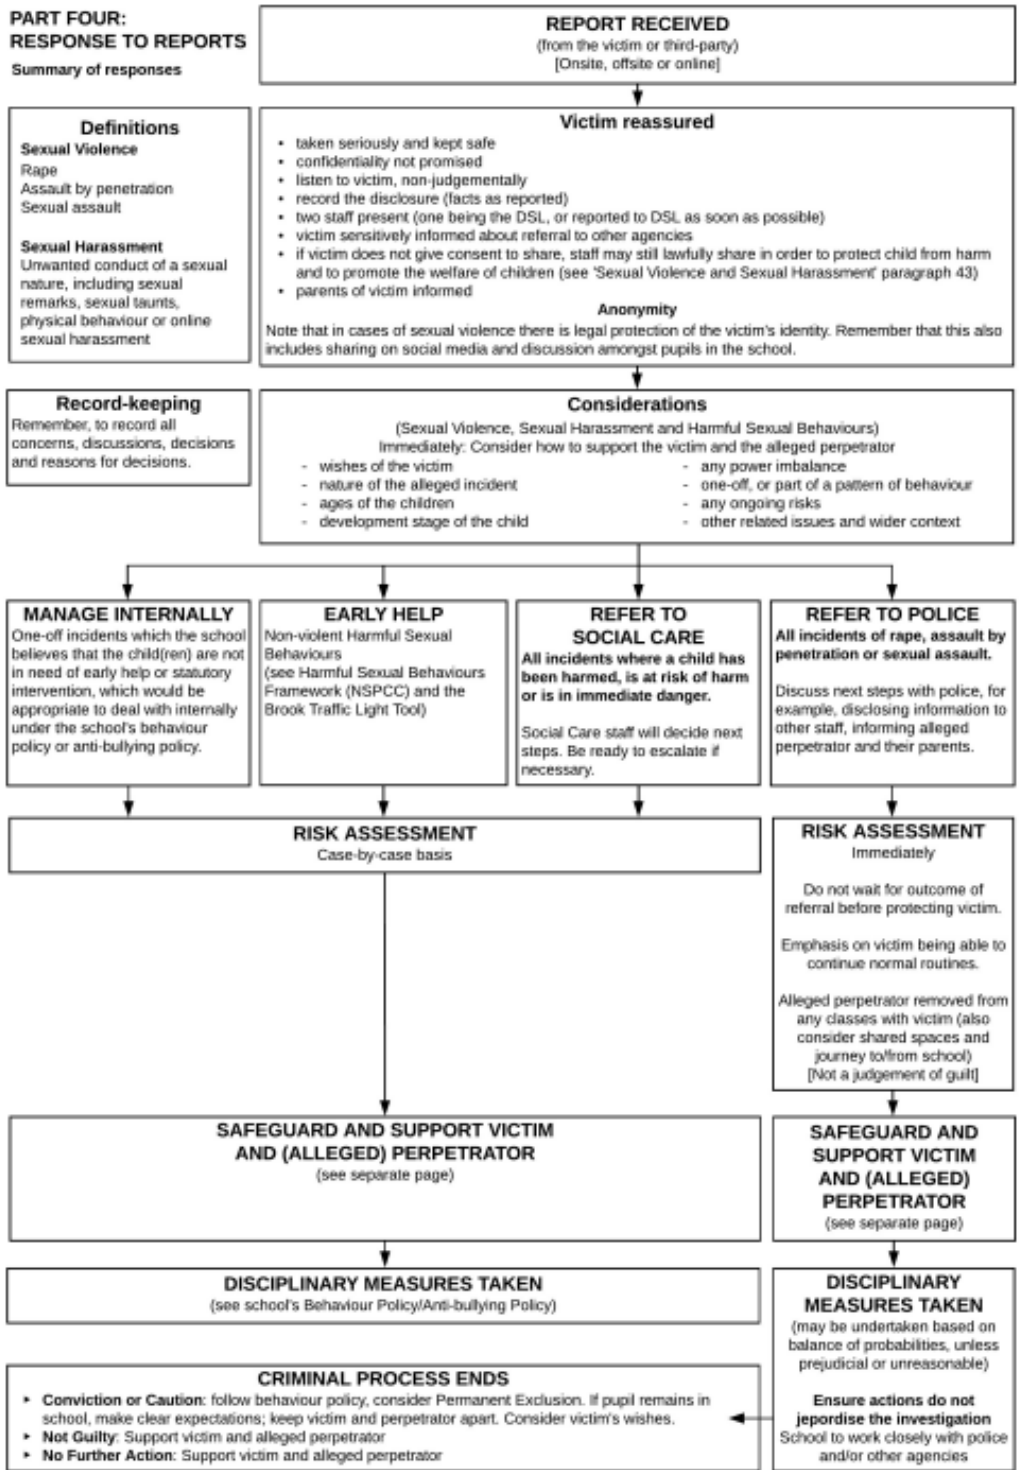 PART FOUR:
RESPONSE TO REPORTS
Summary of responses
REPORT RECEIVED
(from the victim or third-party)
[Onsite, offsite or online]
Definitions
Sexual Violence
Rape
Assault by penetration
Sexual assault
Sexual Harassment
Unwanted conduct of a sexual
nature, including sexual
remarks, sexual taunts,
physical behaviour or online
sexual harassment
Victim reassured
• taken seriously and kept safe
• confidentiality not promised
• listen to victim, non-judgementally
• record the disclosure (facts as reported)
• two staff present (one being the DSL, or reported to DSL as soon as possible)
• victim sensitively informed about referral to other agencies
• if victim does not give consent to share, staff may still lawfully share in order to protect child from harm
and to promote the welfare of children (see 'Sexual Violence and Sexual Harassment' paragraph 43)
• parents of victim informed
Anonymity
Note that in cases of sexual violence there is legal protection of the victim's identity. Remember that this also
includes sharing on social media and discussion amongst pupils in the school.
Record-keeping
Remember, to record all
concerns, discussions, decisions
and reasons for decisions.
Considerations
(Sexual Violence, Sexual Harassment and Harmful Sexual Behaviours)
Immediately: Consider how to support the victim and the alleged perpetrator
- wishes of the victim
- nature of the alleged incident
- ages of the children
- development stage of the child
- any power imbalance
- one-off, or part of a pattern of behaviour
- any ongoing risks
- other related issues and wider context
MANAGE INTERNALLY
One-off incidents which the school
believes that the child(ren) are not
in need of early help or statutory
intervention, which would be
appropriate to deal with internally
under the school's behaviour
policy or anti-bullying policy.
EARLY HELP
Non-violent Harmful Sexual
Behaviours
(see Harmful Sexual Behaviours
Framework (NSPCC) and the
Brook Traffic Light Tool)
REFER TO
SOCIAL CARE
All incidents where a child has
been harmed, is at risk of harm
or is in immediate danger.
Social Care staff will decide next
steps. Be ready to escalate if
necessary.
REFER TO POLICE
All incidents of rape, assault by
penetration or sexual assault.
Discuss next steps with police, for
example, disclosing information to
other staff, informing alleged
perpetrator and their parents.
RISK ASSESSMENT
Case-by-case basis
RISK ASSESSMENT
Immediately
Do not wait for outcome of
referral before protecting victim.
Emphasis on victim being able to
continue normal routines.
Alleged perpetrator removed from
any classes with victim (also
consider shared spaces and
journey to/from school)
[Not a judgement of guilt]
SAFEGUARD AND SUPPORT VICTIM
AND (ALLEGED) PERPETRATOR
(see separate page)
SAFEGUARD AND
SUPPORT VICTIM
AND (ALLEGED)
PERPETRATOR
(see separate page)
DISCIPLINARY MEASURES TAKEN
(see school's Behaviour Policy/Anti-bullying Policy)
DISCIPLINARY
MEASURES TAKEN
(may be undertaken based on
balance of probabilities, unless
prejudicial or unreasonable)
Ensure actions do not
jepordise the investigation
School to work closely with police
and/or other agencies
CRIMINAL PROCESS ENDS
‣ Conviction or Caution: follow behaviour policy, consider Permanent Exclusion. If pupil remains in
school, make clear expectations; keep victim and perpetrator apart. Consider victim's wishes.
‣ Not Guilty: Support victim and alleged perpetrator
‣ No Further Action: Support victim and alleged perpetrator